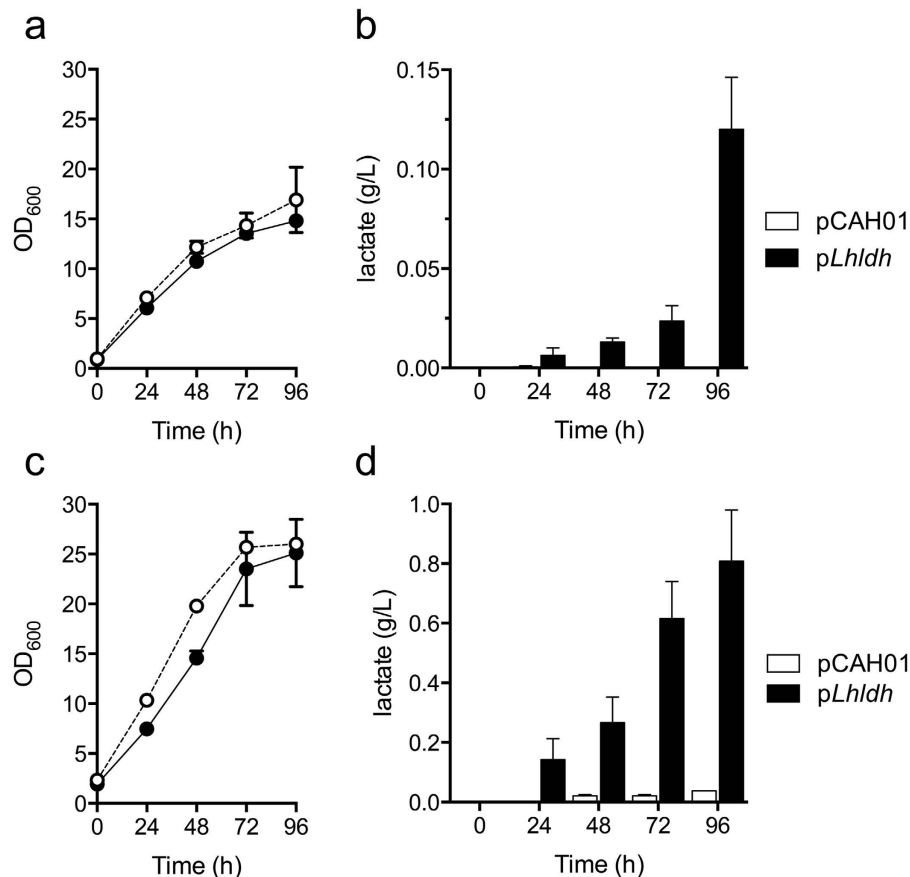 a
30
25
20
15
10
5
0
OD600
0 24 48 72 96
Time (h)
b
0.15
0.10
0.05
0.00
lactate (g/L)
0 24 48 72 96
Time (h)
pCAH01
pLhldh
c
30
25
20
15
10
5
0
OD600
0 24 48 72 96
Time (h)
d
1.0
0.8
0.6
0.4
0.2
0.0
lactate (g/L)
0 24 48 72 96
Time (h)
pCAH01
pLhldh